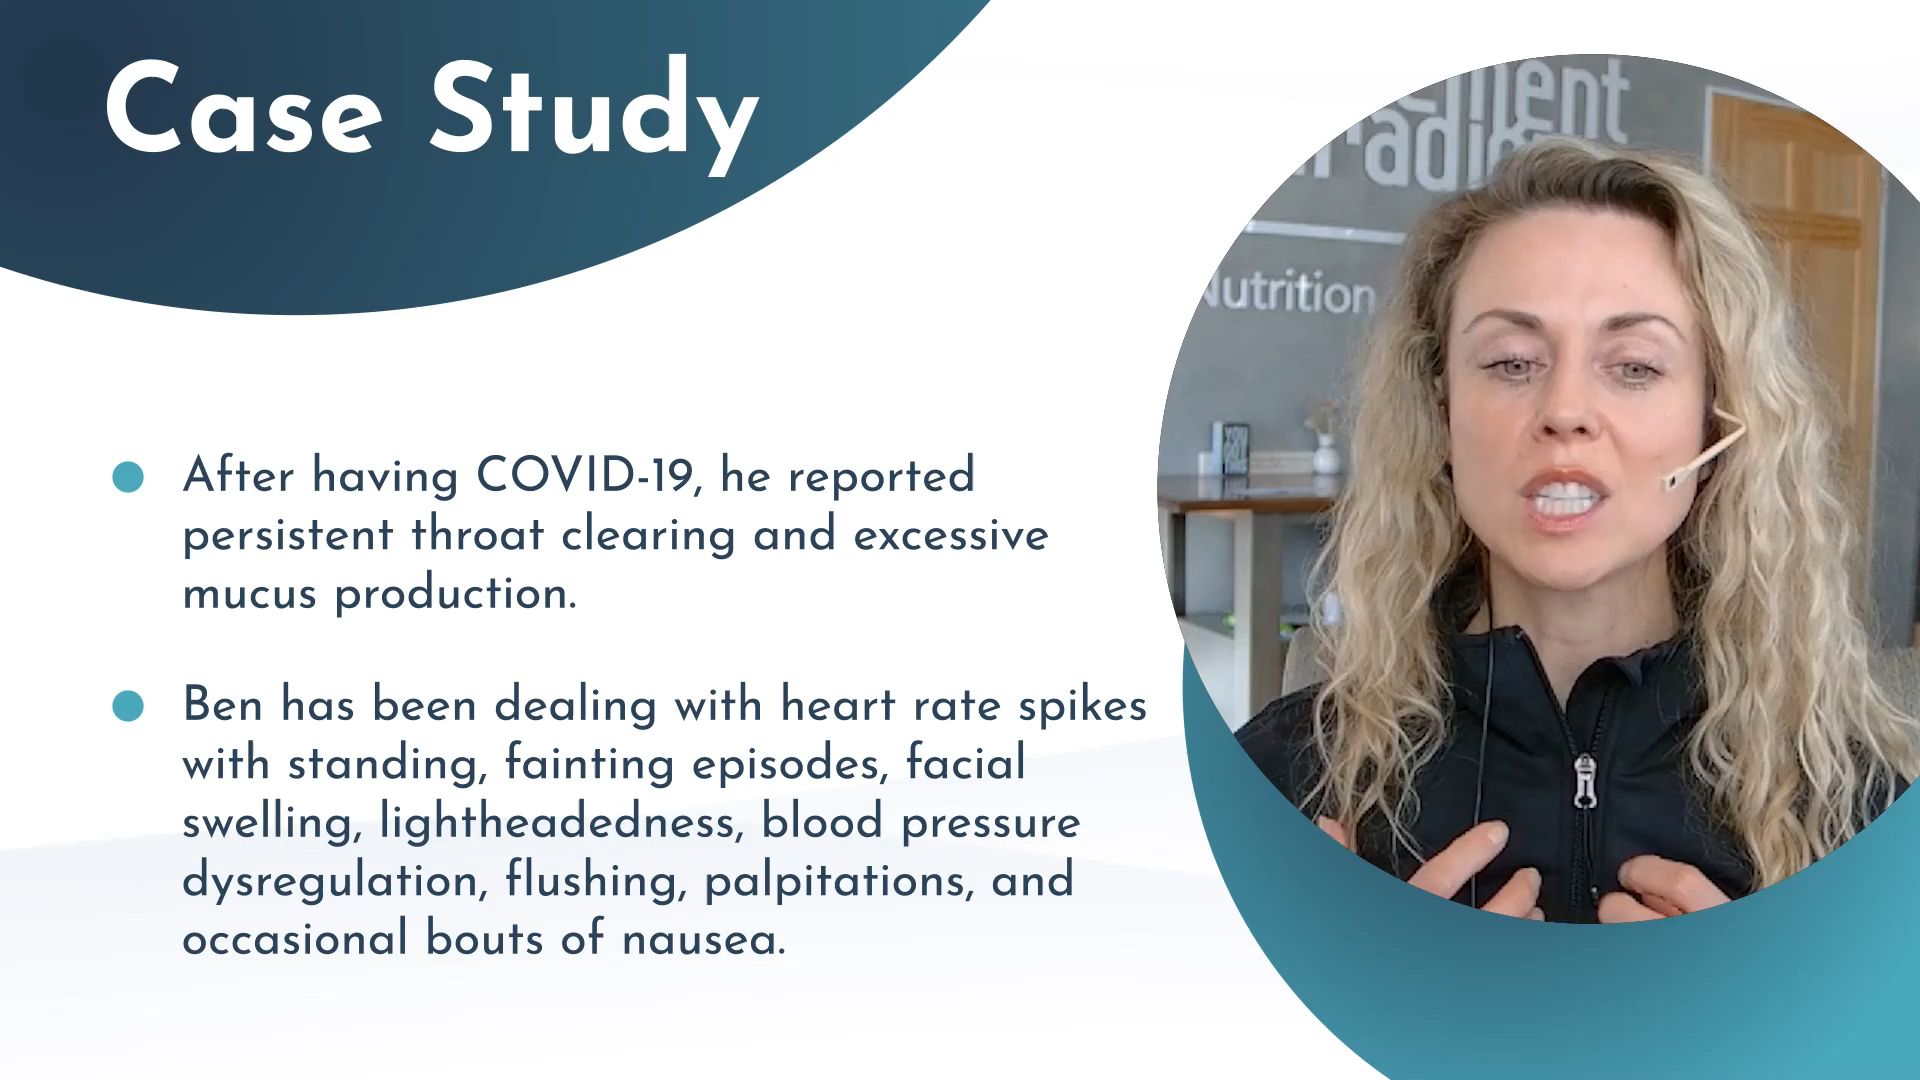 Case Study
After having COVID-19, he reported
persistent throat clearing and excessive
mucus production.
Ben has been dealing with heart rate spikes
with standing, fainting episodes, facial
swelling, lightheadedness, blood pressure
dysregulation, flushing, palpitations, and
occasional bouts of nausea.
Nutrition
YOU